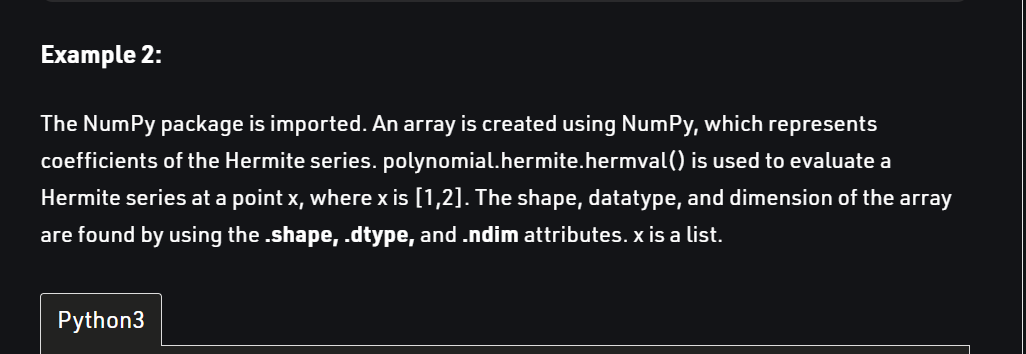 Example 2:
The NumPy package is imported. An array is created using NumPy, which represents
coefficients of the Hermite series. polynomial.hermite.hermval() is used to evaluate a
Hermite series at a point x, where x is [1,2]. The shape, datatype, and dimension of the array
are found by using the .shape, .dtype, and .ndim attributes. x is a list.
Python3